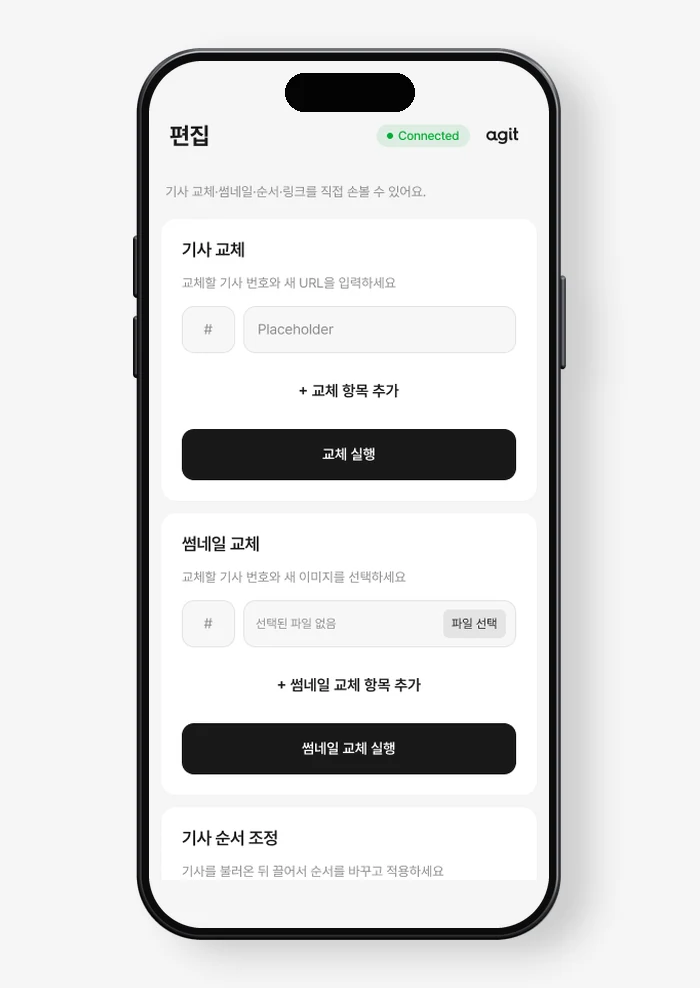 편집
Connected
agit
기사 교체·썸네일·순서·링크를 직접 손볼 수 있어요.
기사 교체
교체할 기사 번호와 새 URL을 입력하세요
# Placeholder
+ 교체 항목 추가
교체 실행
썸네일 교체
교체할 기사 번호와 새 이미지를 선택하세요
# 선택된 파일 없음 파일 선택
+ 썸네일 교체 항목 추가
썸네일 교체 실행
기사 순서 조정
기사를 불러온 뒤 끌어서 순서를 바꾸고 적용하세요